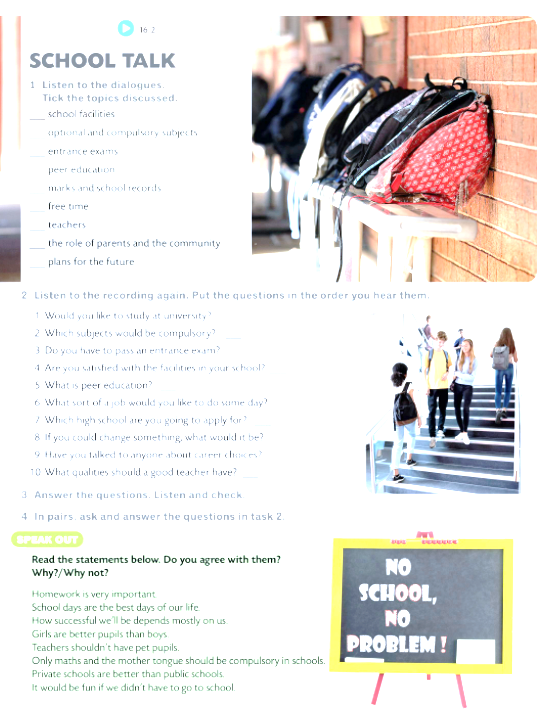 16.2
SCHOOL TALK
1 Listen to the dialogues.
Tick the topics discussed.
___ school facilities
optional and compulsory subjects
___ entrance exams
peer education
marks and school records
___ free time
___ teachers
___ the role of parents and the community
___ plans for the future
2 Listen to the recording again. Put the questions in the order you hear them.
1 Would you like to study at university?
2 Which subjects would be compulsory? ___
3 Do you have to pass an entrance exam?
4 Are you satisfied with the facilities in your school?
5 What is peer education?
6 What sort of a job would you like to do some day?
7 Which high school are you going to apply for?
8 If you could change something, what would it be?
9 Have you talked to anyone about career choices?
10 What qualities should a good teacher have? ___
3 Answer the questions. Listen and check.
4 In pairs, ask and answer the questions in task 2.
SPEAK OUT
Read the statements below. Do you agree with them?
Why?/Why not?
Homework is very important.
School days are the best days of our life.
How successful we'll be depends mostly on us.
Girls are better pupils than boys.
Teachers shouldn't have pet pupils.
Only maths and the mother tongue should be compulsory in schools.
Private schools are better than public schools.
It would be fun if we didn't have to go to school.
NO
SCHOOL,
NO
PROBLEM !